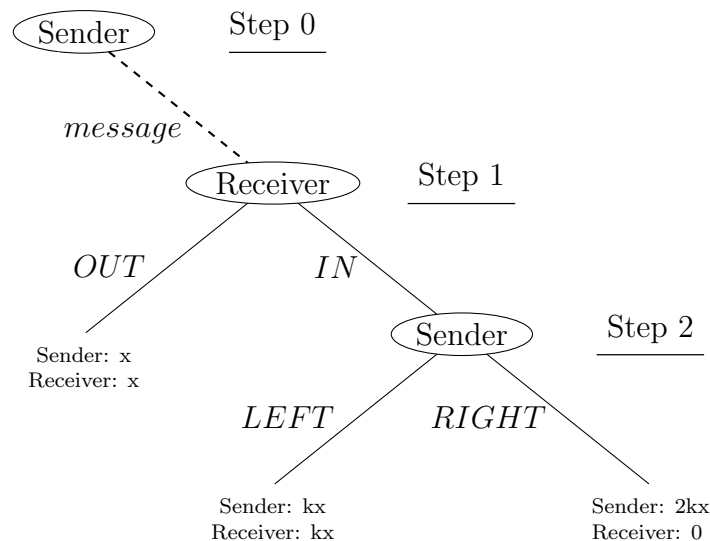 Sender
Step 0
message
Receiver
Step 1
OUT
IN
Sender
Step 2
Sender: x
Receiver: x
LEFT
RIGHT
Sender: kx
Receiver: kx
Sender: 2kx
Receiver: 0